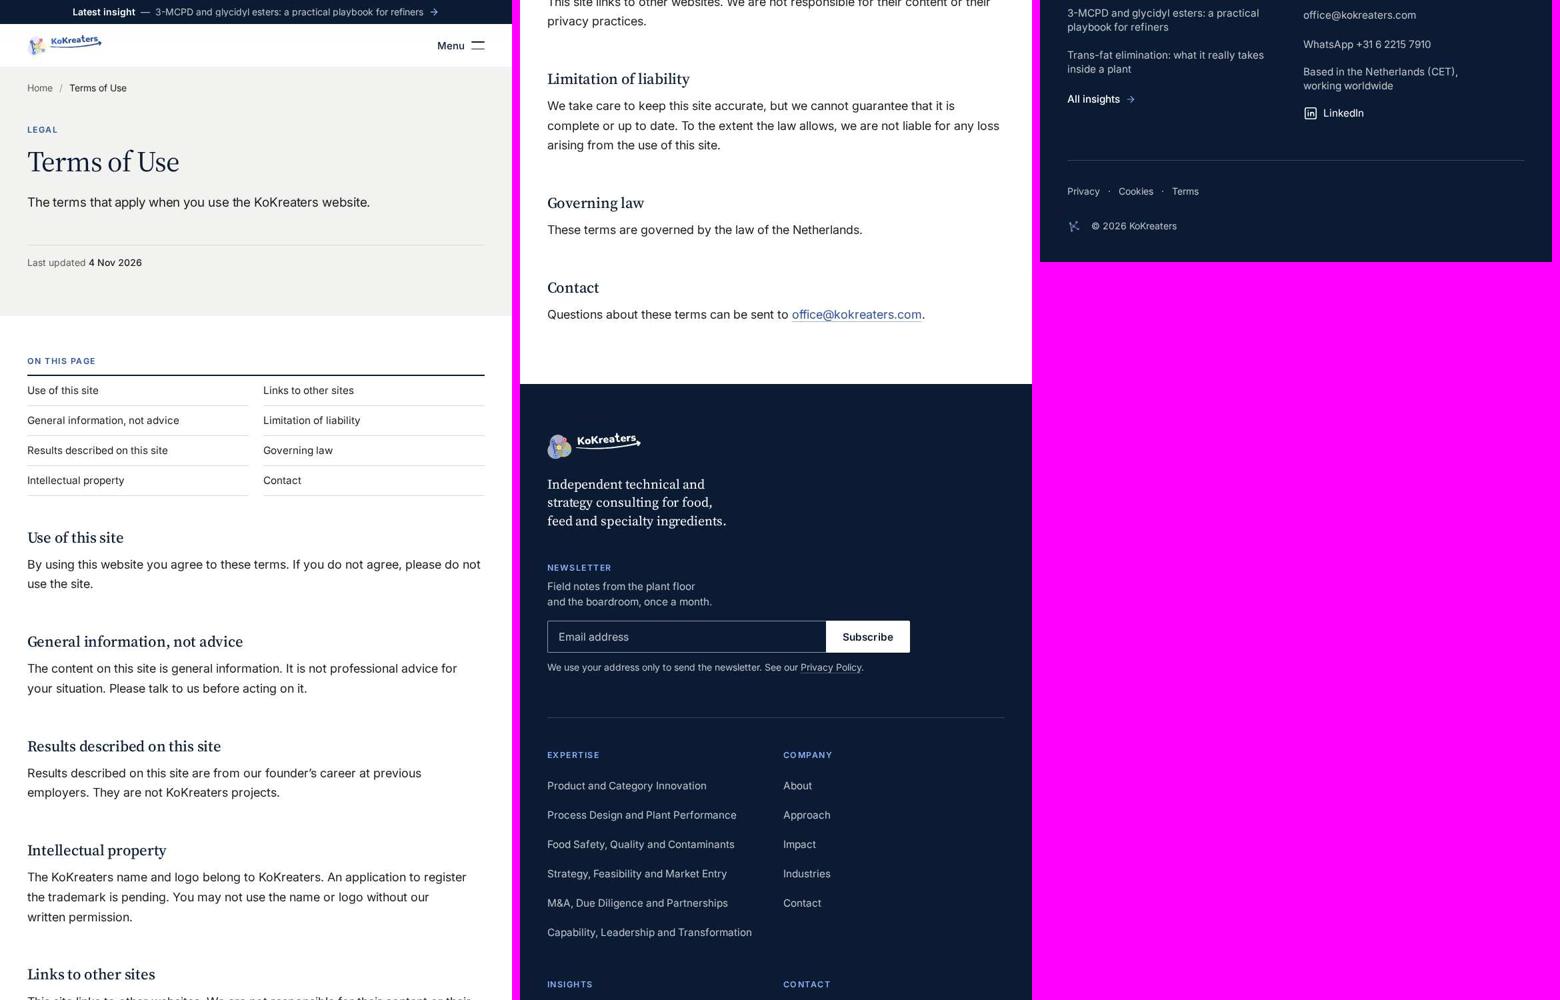 Latest insight — 3-MCPD and glycidyl esters: a practical playbook for refiners →
KoKreaters
Menu
Home / Terms of Use
LEGAL
Terms of Use
The terms that apply when you use the KoKreaters website.
Last updated 4 Nov 2026
ON THIS PAGE
Use of this site
Links to other sites
General information, not advice
Limitation of liability
Results described on this site
Governing law
Intellectual property
Contact
Use of this site
By using this website you agree to these terms. If you do not agree, please do not
use the site.
General information, not advice
The content on this site is general information. It is not professional advice for
your situation. Please talk to us before acting on it.
Results described on this site
Results described on this site are from our founder’s career at previous
employers. They are not KoKreaters projects.
Intellectual property
The KoKreaters name and logo belong to KoKreaters. An application to register
the trademark is pending. You may not use the name or logo without our
written permission.
Links to other sites
This site links to other websites. We are not responsible for their content or their
This site links to other websites. We are not responsible for their content or their
privacy practices.
Limitation of liability
We take care to keep this site accurate, but we cannot guarantee that it is
complete or up to date. To the extent the law allows, we are not liable for any loss
arising from the use of this site.
Governing law
These terms are governed by the law of the Netherlands.
Contact
Questions about these terms can be sent to office@kokreaters.com.
KoKreaters
Independent technical and
strategy consulting for food,
feed and specialty ingredients.
NEWSLETTER
Field notes from the plant floor
and the boardroom, once a month.
Email address
Subscribe
We use your address only to send the newsletter. See our Privacy Policy.
EXPERTISE
Product and Category Innovation
Process Design and Plant Performance
Food Safety, Quality and Contaminants
Strategy, Feasibility and Market Entry
M&A, Due Diligence and Partnerships
Capability, Leadership and Transformation
COMPANY
About
Approach
Impact
Industries
Contact
INSIGHTS
CONTACT
3-MCPD and glycidyl esters: a practical
playbook for refiners
Trans-fat elimination: what it really takes
inside a plant
All insights →
office@kokreaters.com
WhatsApp +31 6 2215 7910
Based in the Netherlands (CET),
working worldwide
LinkedIn
Privacy · Cookies · Terms
© 2026 KoKreaters